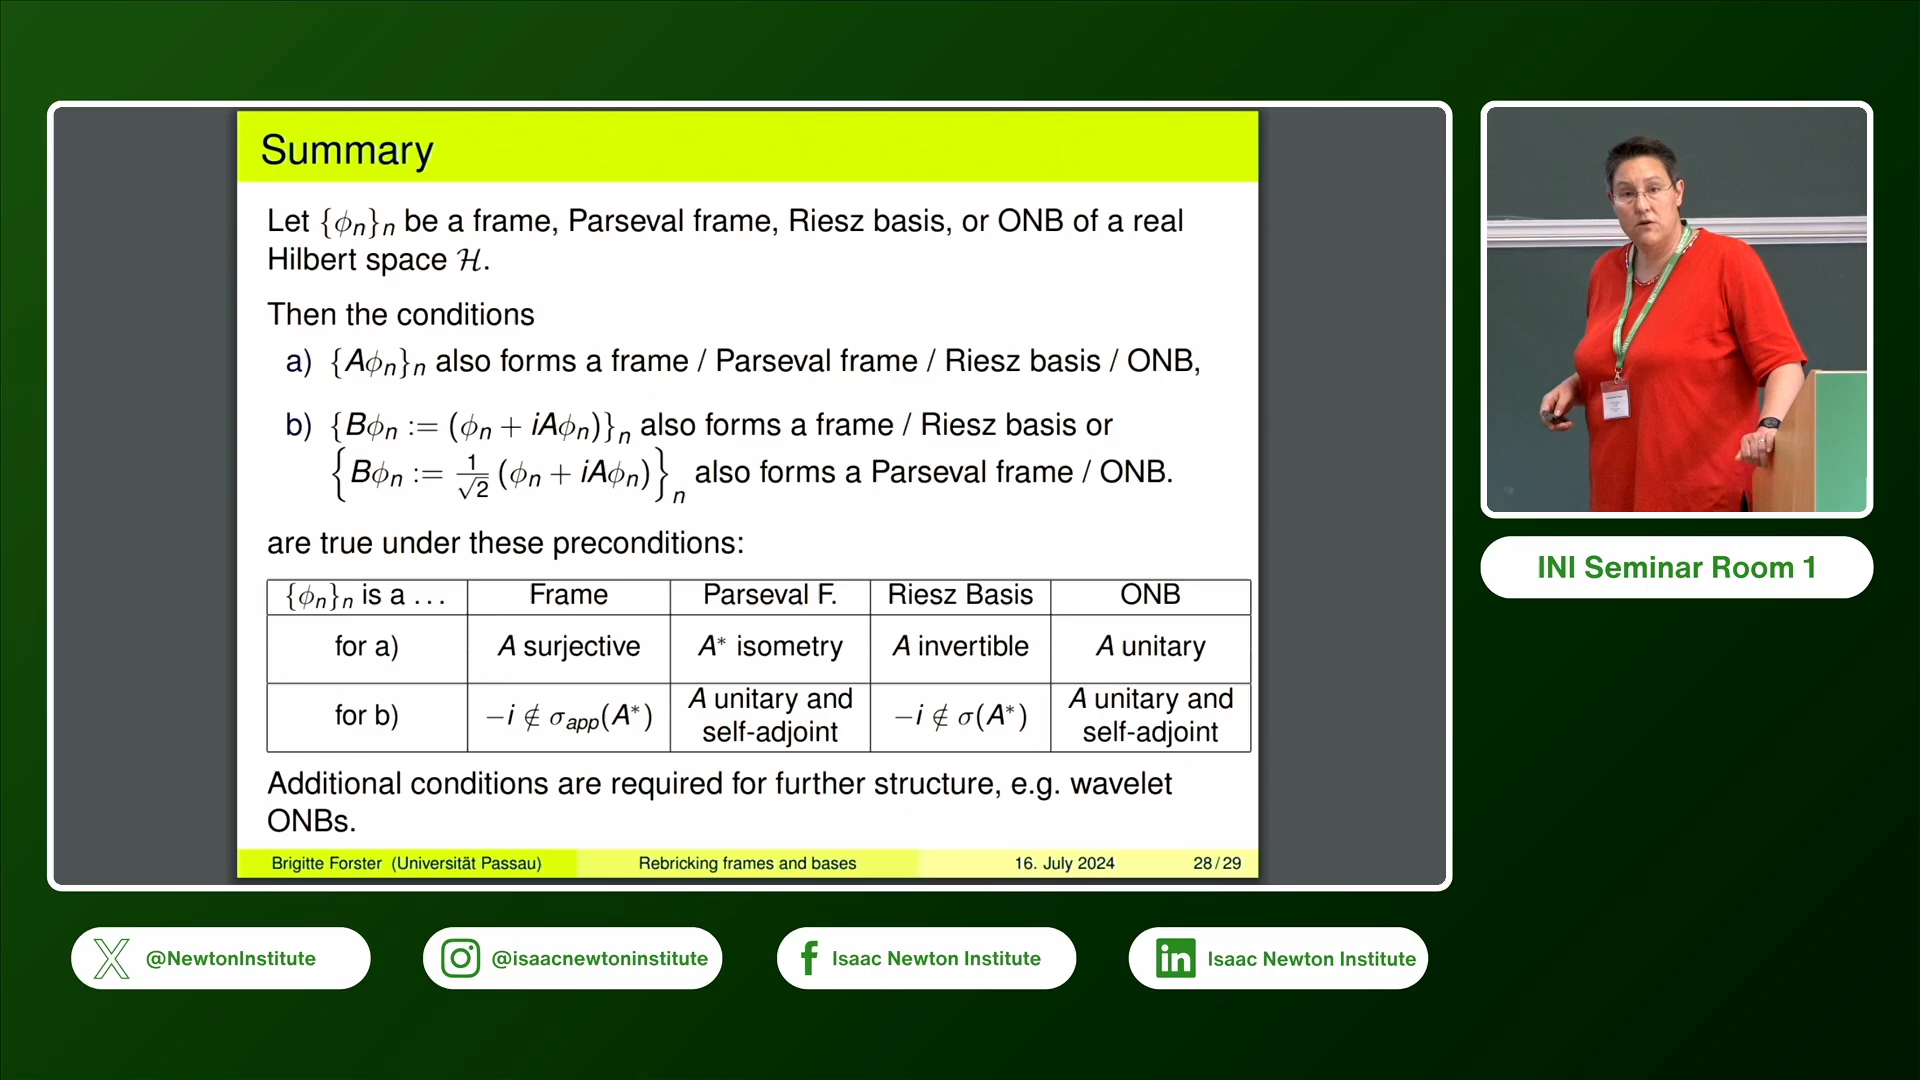 Summary
Let {ϕn}n be a frame, Parseval frame, Riesz basis, or ONB of a real
Hilbert space ℋ.
Then the conditions
a) {Aϕn}n also forms a frame / Parseval frame / Riesz basis / ONB,
b) {Bϕn := (ϕn + iAϕn)}n also forms a frame / Riesz basis or
{Bϕn := 1/√2 (ϕn + iAϕn)}n also forms a Parseval frame / ONB.
are true under these preconditions:
{ϕn}n is a ... Frame Parseval F. Riesz Basis ONB
for a) A surjective A* isometry A invertible A unitary
for b) −i ∉ σapp(A*) A unitary and self-adjoint −i ∉ σ(A*) A unitary and self-adjoint
Additional conditions are required for further structure, e.g. wavelet
ONBs.
Brigitte Forster (Universität Passau) Rebricking frames and bases 16. July 2024 28/29
INI Seminar Room 1
@NewtonInstitute @isaacnewtoninstitute Isaac Newton Institute Isaac Newton Institute